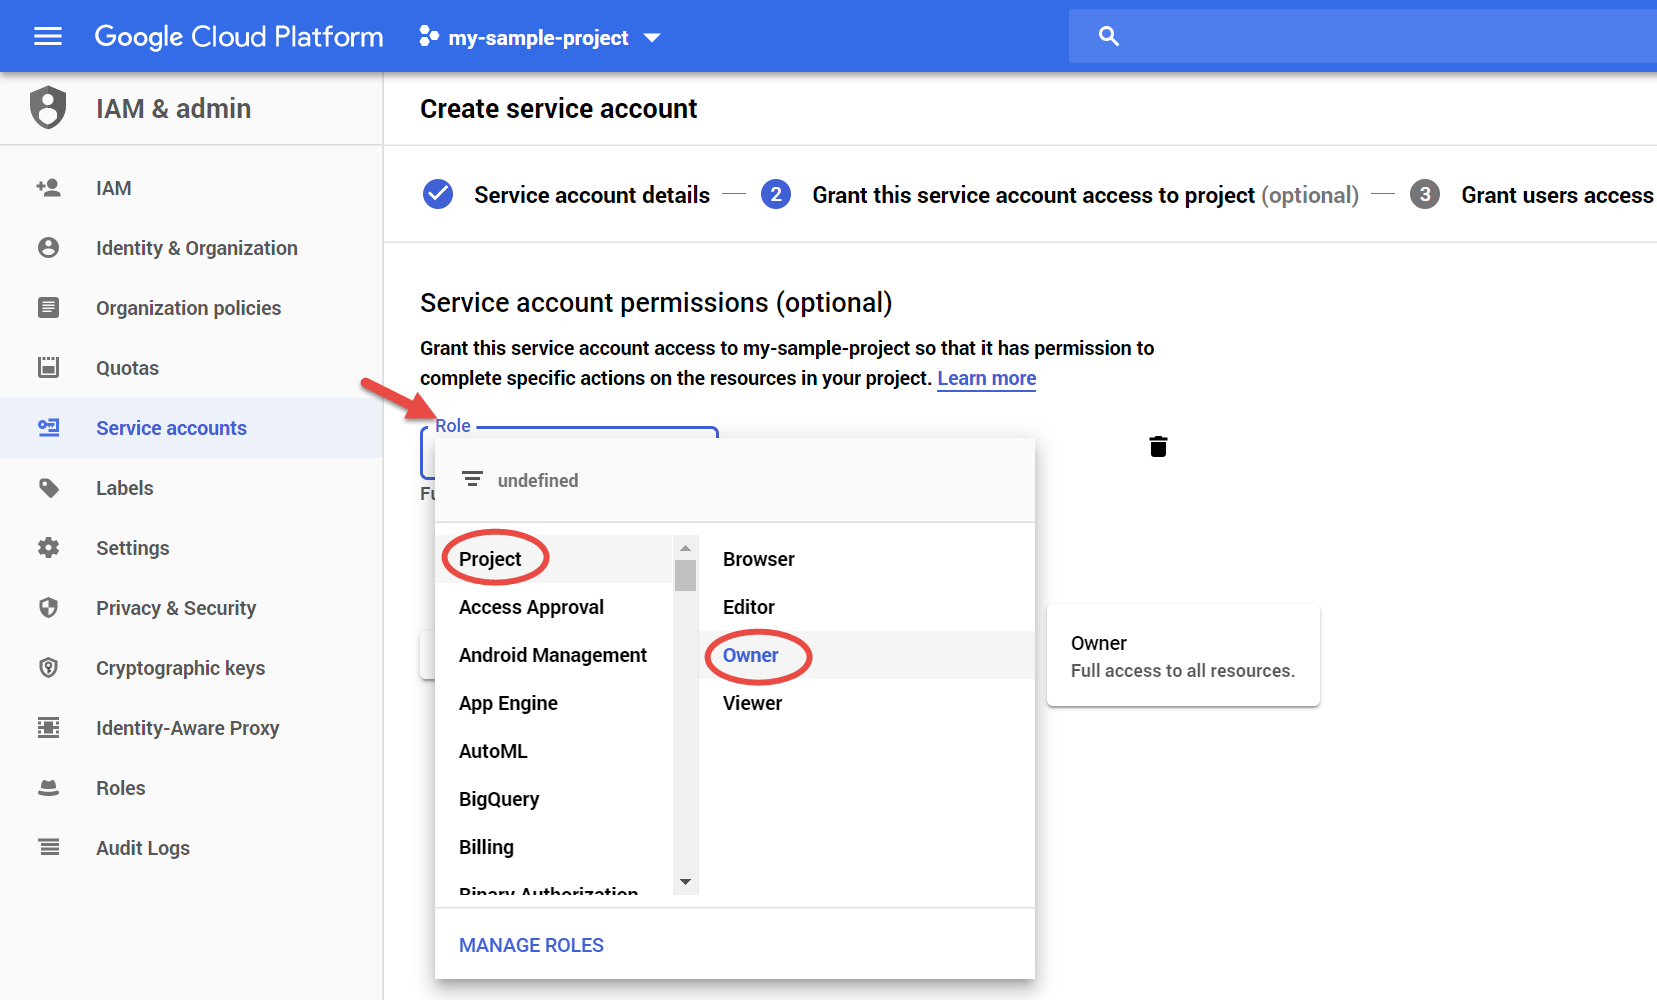 Google Cloud Platform
my-sample-project
IAM & admin
Create service account
IAM
Identity & Organization
Organization policies
Quotas
Service accounts
Labels
Settings
Privacy & Security
Cryptographic keys
Identity-Aware Proxy
Roles
Audit Logs
Service account details
2
Grant this service account access to project (optional)
3
Grant users access
Service account permissions (optional)
Grant this service account access to my-sample-project so that it has permission to
complete specific actions on the resources in your project. Learn more
Role
undefined
Project
Access Approval
Android Management
App Engine
AutoML
BigQuery
Billing
Binary Authorization
Browser
Editor
Owner
Viewer
Owner
Full access to all resources.
MANAGE ROLES